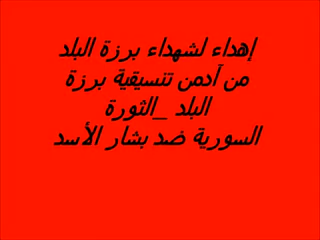 إهداء لشهداء برزة البلد
من آدمن تنسيقية برزة
البلد _الثورة
السورية ضد بشار الأسد